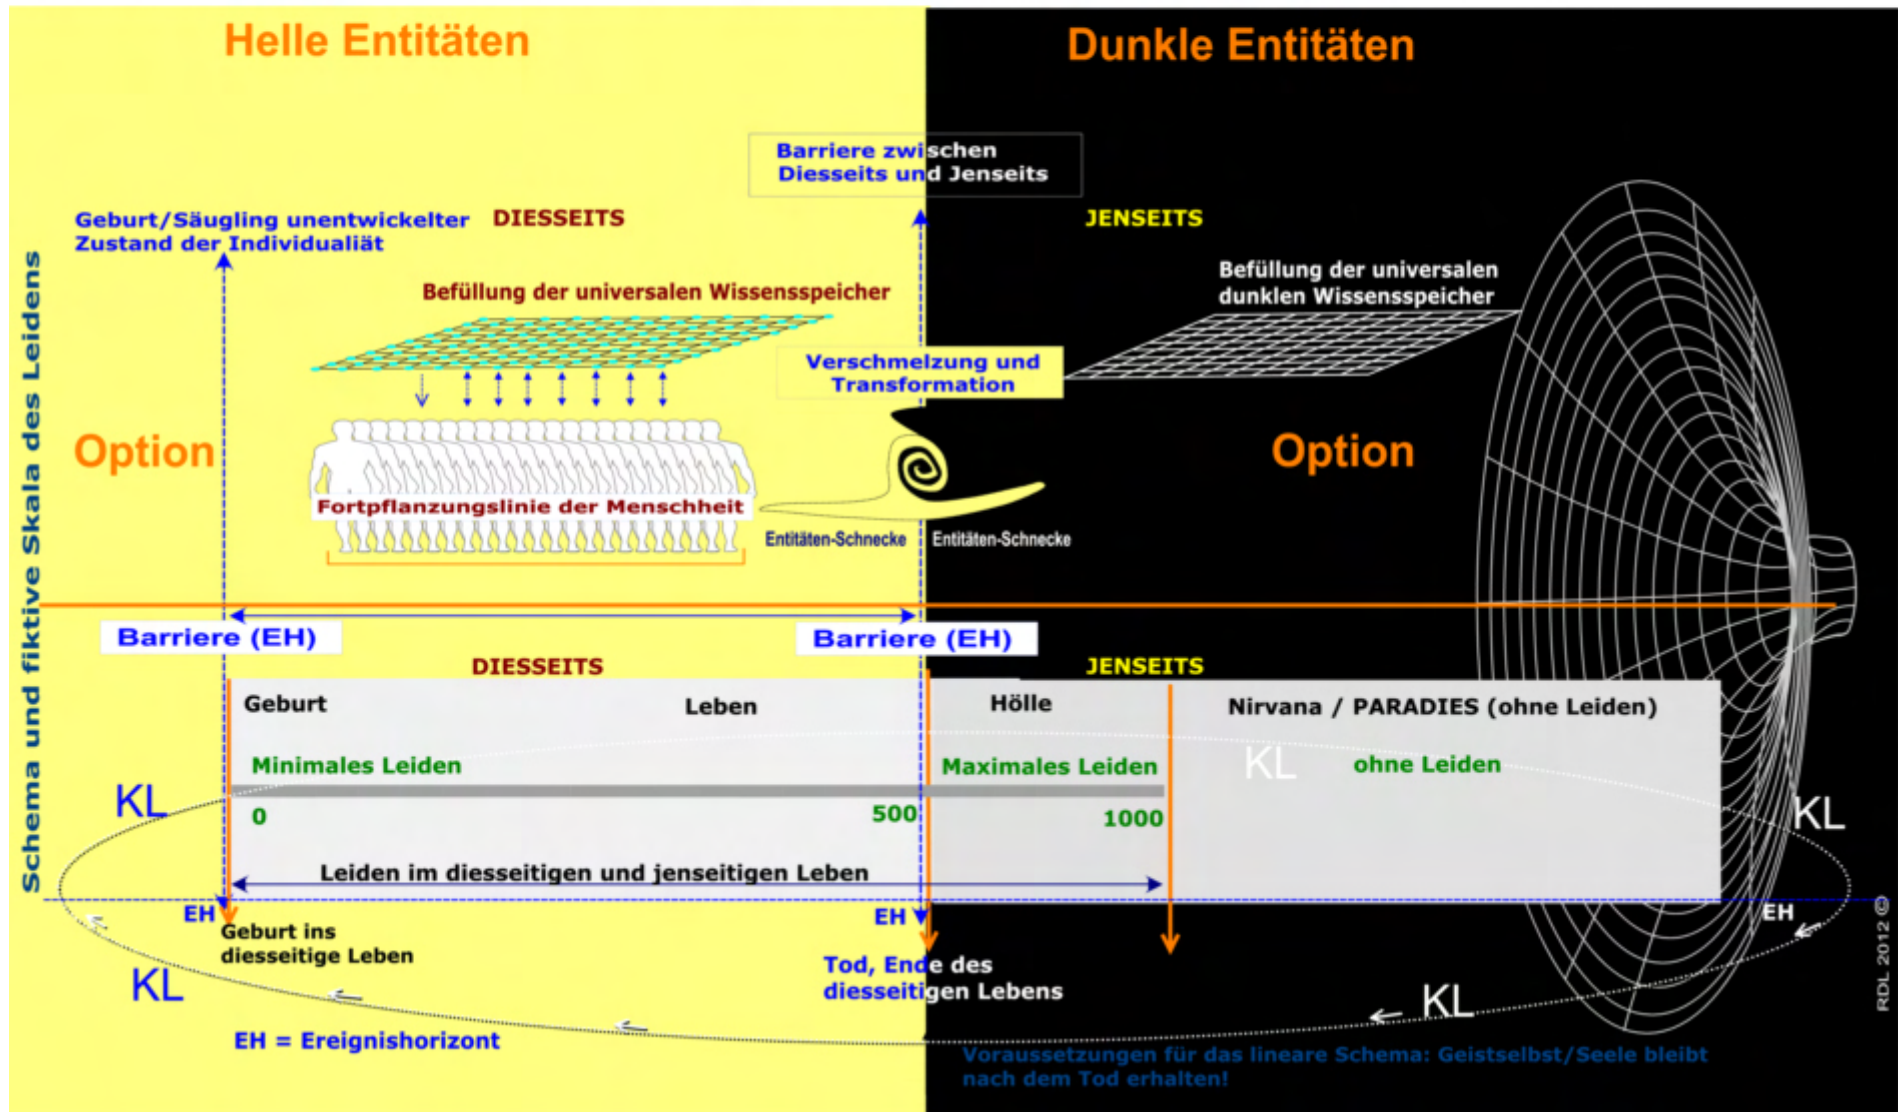 Helle Entitäten
Dunkle Entitäten
Barriere zwischen
Diesseits und Jenseits
Geburt/Säugling unentwickelter
Zustand der Individualiät
DIESSEITS
JENSEITS
Befüllung der universalen Wissensspeicher
Befüllung der universalen
dunklen Wissensspeicher
Verschmelzung und
Transformation
Option
Option
Fortpflanzungslinie der Menschheit
Entitäten-Schnecke
Entitäten-Schnecke
Schema und fiktive Skala des Leidens
Barriere (EH)
Barriere (EH)
DIESSEITS
JENSEITS
Geburt
Leben
Hölle
Nirvana / PARADIES (ohne Leiden)
Minimales Leiden
Maximales Leiden
KL
ohne Leiden
KL
KL
0
500
1000
Leiden im diesseitigen und jenseitigen Leben
EH
EH
EH
Geburt ins
diesseitige Leben
Tod, Ende des
diesseitigen Lebens
KL
KL
EH = Ereignishorizont
Voraussetzungen für das lineare Schema: Geistselbst/Seele bleibt
nach dem Tod erhalten!
RDL 2012 ©